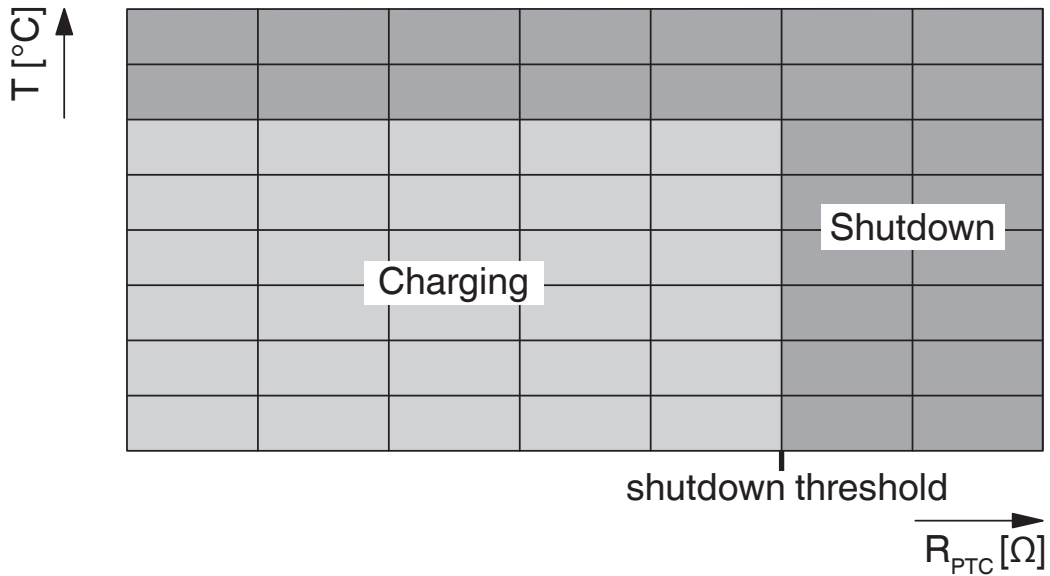 T [°C]
Shutdown
Charging
shutdown threshold
R_PTC [Ω]